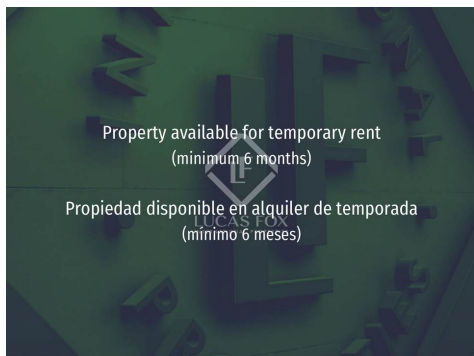 Property available for temporary rent
(minimum 6 months)
LF
Propiedad disponible en alquiler de temporada
LUCAS FOX
(mínimo 6 meses)